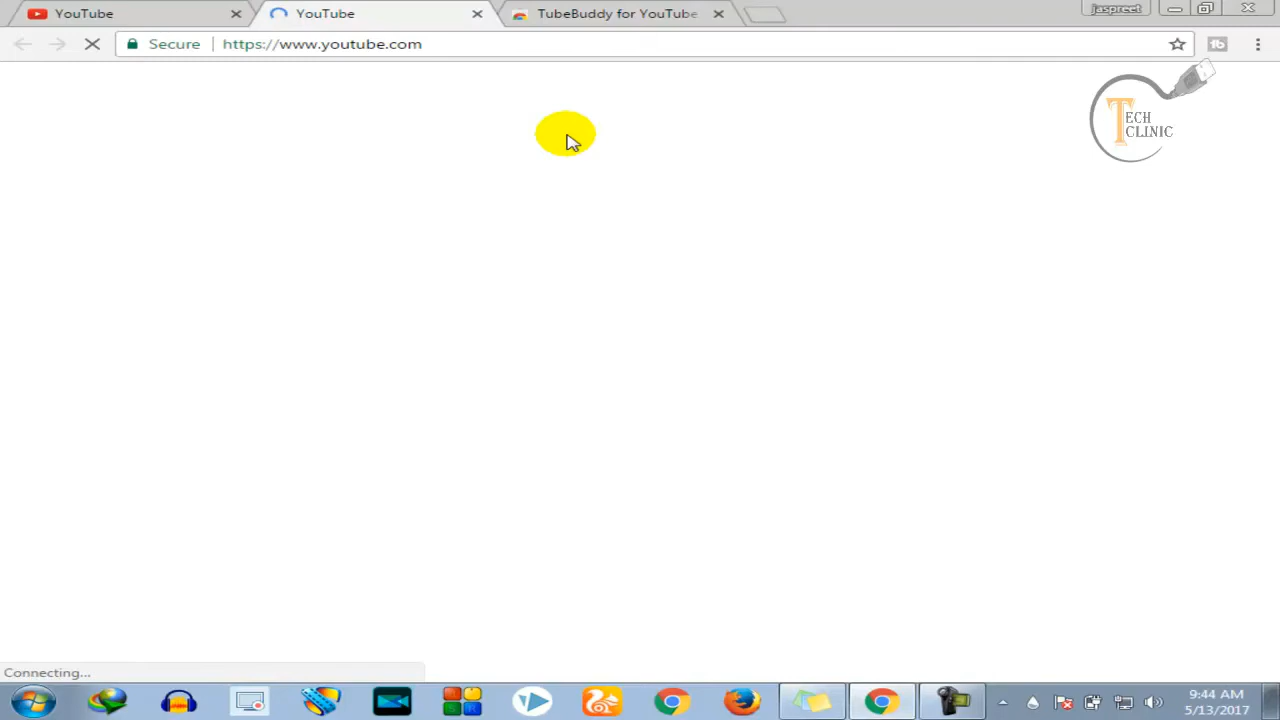 YouTube
YouTube
TubeBuddy for YouTube
jaspreet
Secure
https://www.youtube.com
tb
TECH
CLINIC
Connecting...
9:44 AM
5/13/2017